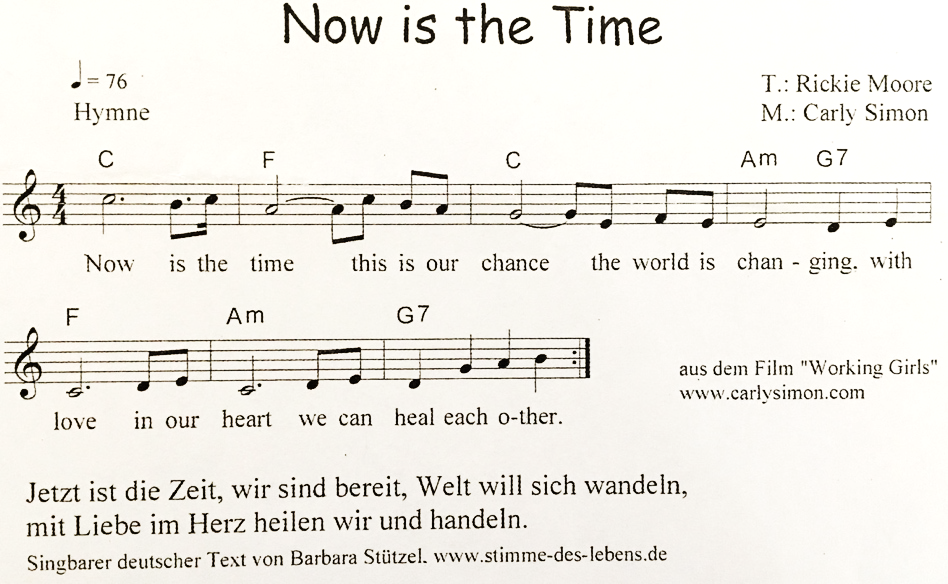 Now is the Time
♩ = 76
T.: Rickie Moore
Hymne
M.: Carly Simon
C F C Am G7
4
4
Now is the time this is our chance the world is chan - ging. with
F Am G7
love in our heart we can heal each o-ther.
aus dem Film "Working Girls"
www.carlysimon.com
Jetzt ist die Zeit, wir sind bereit, Welt will sich wandeln,
mit Liebe im Herz heilen wir und handeln.
Singbarer deutscher Text von Barbara Stützel. www.stimme-des-lebens.de